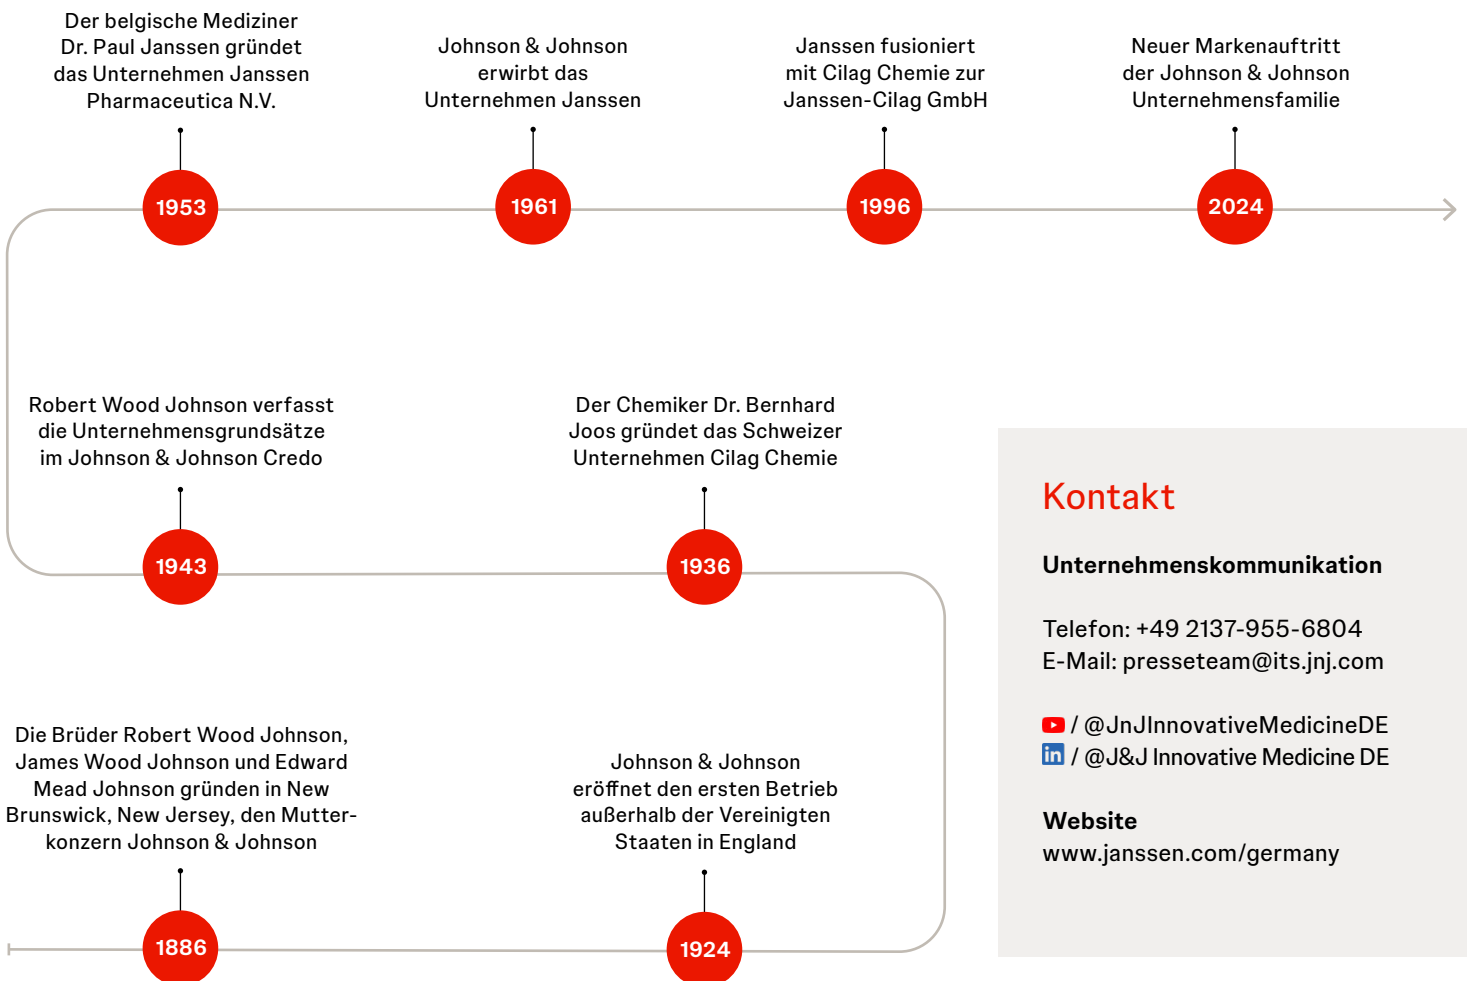 Der belgische Mediziner
Dr. Paul Janssen gründet
das Unternehmen Janssen
Pharmaceutica N.V.
1953
Johnson & Johnson
erwirbt das
Unternehmen Janssen
1961
Janssen fusioniert
mit Cilag Chemie zur
Janssen-Cilag GmbH
1996
Neuer Markenauftritt
der Johnson & Johnson
Unternehmensfamilie
2024
Robert Wood Johnson verfasst
die Unternehmensgrundsätze
im Johnson & Johnson Credo
1943
Der Chemiker Dr. Bernhard
Joos gründet das Schweizer
Unternehmen Cilag Chemie
1936
Die Brüder Robert Wood Johnson,
James Wood Johnson und Edward
Mead Johnson gründen in New
Brunswick, New Jersey, den Mutter-
konzern Johnson & Johnson
1886
Johnson & Johnson
eröffnet den ersten Betrieb
außerhalb der Vereinigten
Staaten in England
1924
Kontakt
Unternehmenskommunikation
Telefon: +49 2137-955-6804
E-Mail: presseteam@its.jnj.com
/ @JnJInnovativeMedicineDE
in / @J&J Innovative Medicine DE
Website
www.janssen.com/germany